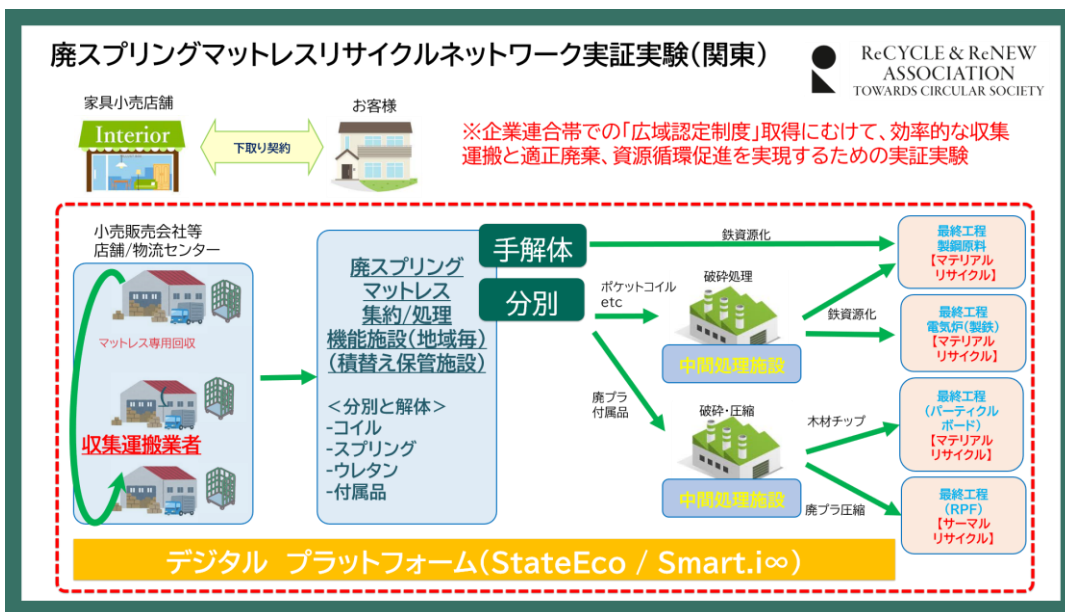 廃スプリングマットレスリサイクルネットワーク実証実験(関東)
ReCYCLE & ReNEW
ASSOCIATION
TOWARDS CIRCULAR SOCIETY
家具小売店舗
お客様
Interior
下取り契約
※企業連合帯での「広域認定制度」取得にむけて、効率的な収集
運搬と適正廃棄、資源循環促進を実現するための実証実験
小売販売会社等
店舗/物流センター
マットレス専用回収
収集運搬業者
廃スプリング
マットレス
集約/処理
機能施設(地域毎)
(積替え保管施設)
<分別と解体>
-コイル
-スプリング
-ウレタン
-付属品
手解体
分別
鉄資源化
ポケットコイル
etc
破砕処理
中間処理施設
鉄資源化
廃プラ
付属品
破砕・圧縮
中間処理施設
木材チップ
廃プラ圧縮
最終工程
製鋼原料
【マテリアル
リサイクル】
最終工程
電気炉(製鉄)
【マテリアル
リサイクル】
最終工程
(パーティクル
ボード)
【マテリアル
リサイクル】
最終工程
(RPF)
【サーマル
リサイクル】
デジタル プラットフォーム(StateEco / Smart.i∞)